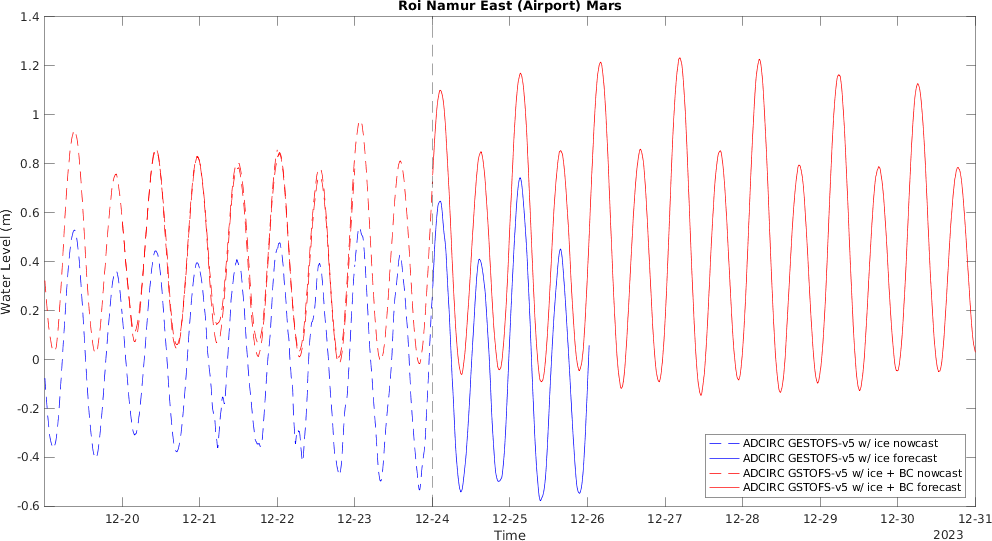 Roi Namur East (Airport) Mars
1.4
1.2
1
0.8
0.6
0.4
0.2
0
-0.2
-0.4
-0.6
Water Level (m)
ADCIRC GESTOFS-v5 w/ ice nowcast
ADCIRC GESTOFS-v5 w/ ice forecast
ADCIRC GSTOFS-v5 w/ ice + BC nowcast
ADCIRC GSTOFS-v5 w/ ice + BC forecast
12-20 12-21 12-22 12-23 12-24 12-25 12-26 12-27 12-28 12-29 12-30 12-31
Time
2023